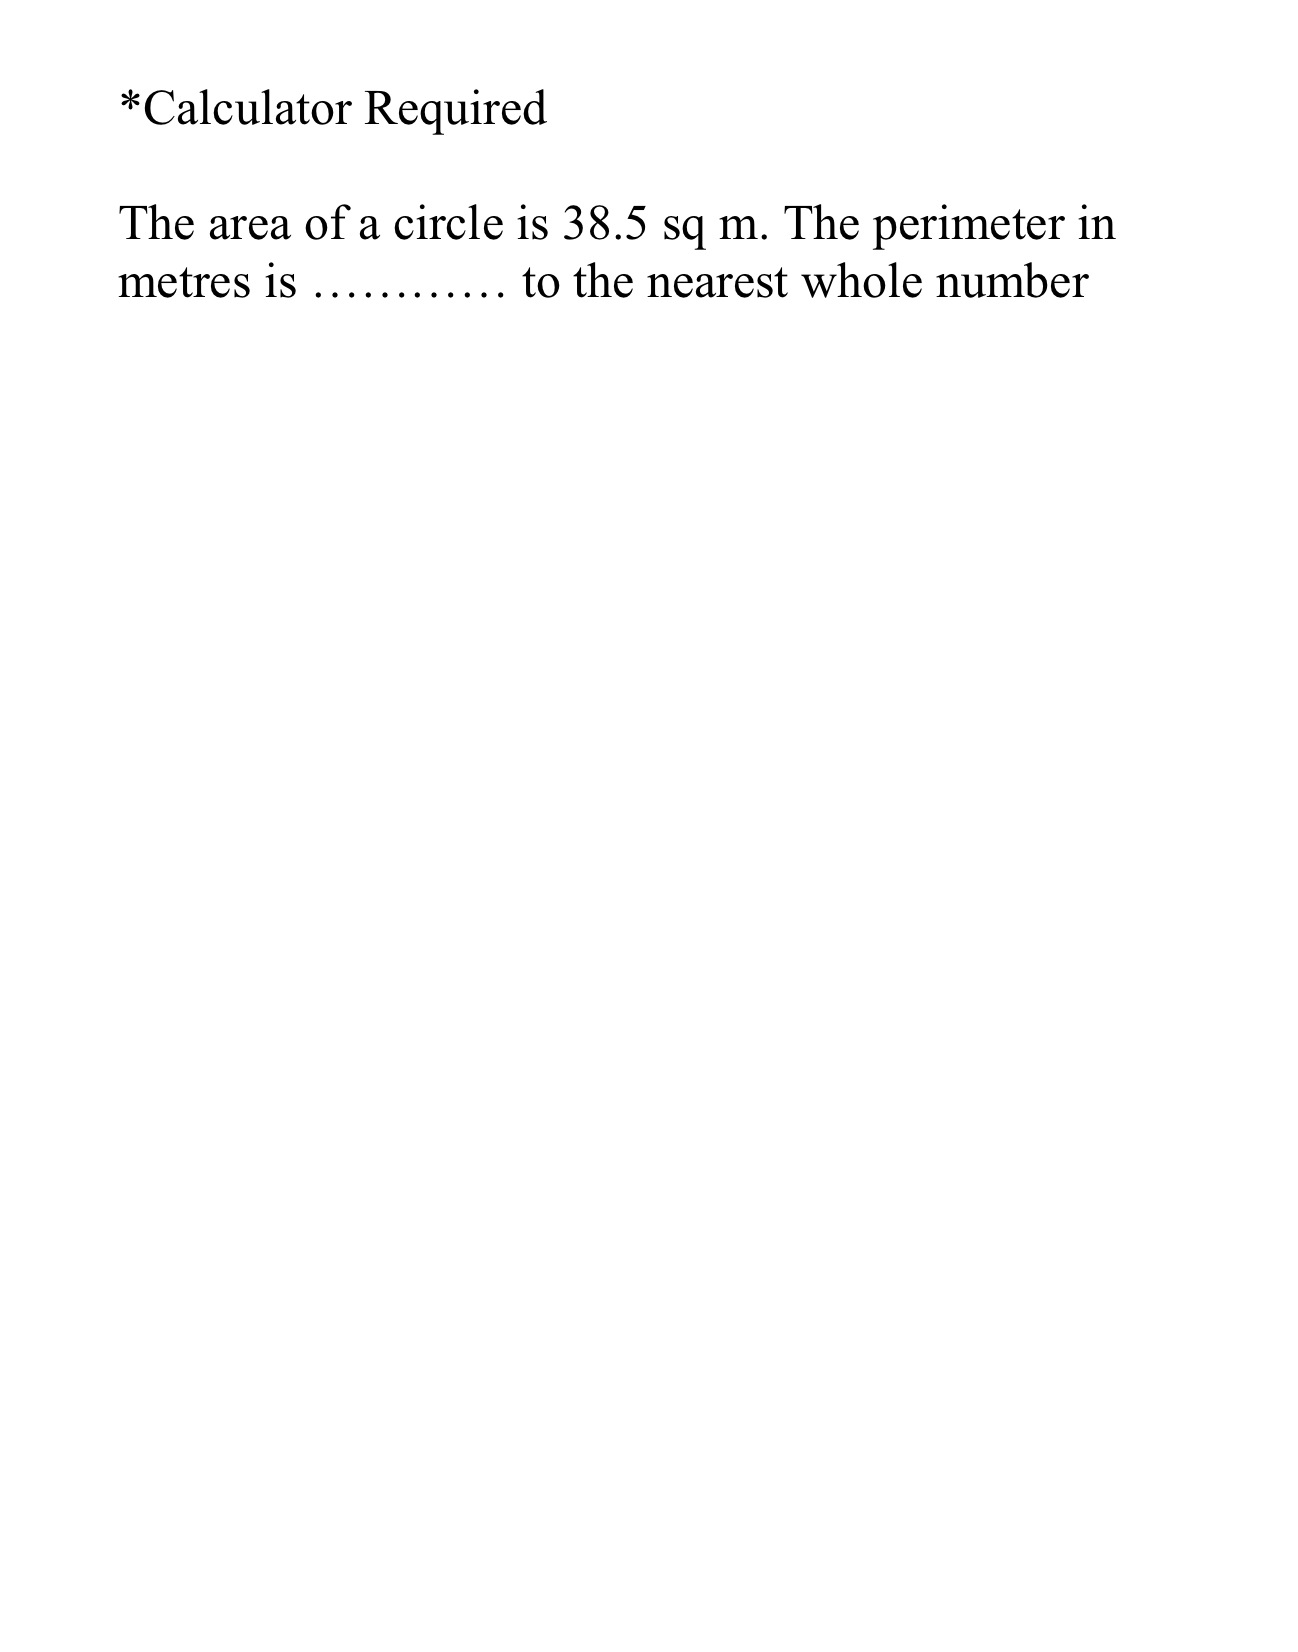 *Calculator Required
The area of a circle is 38.5 sq m. The perimeter in
metres is ………… to the nearest whole number